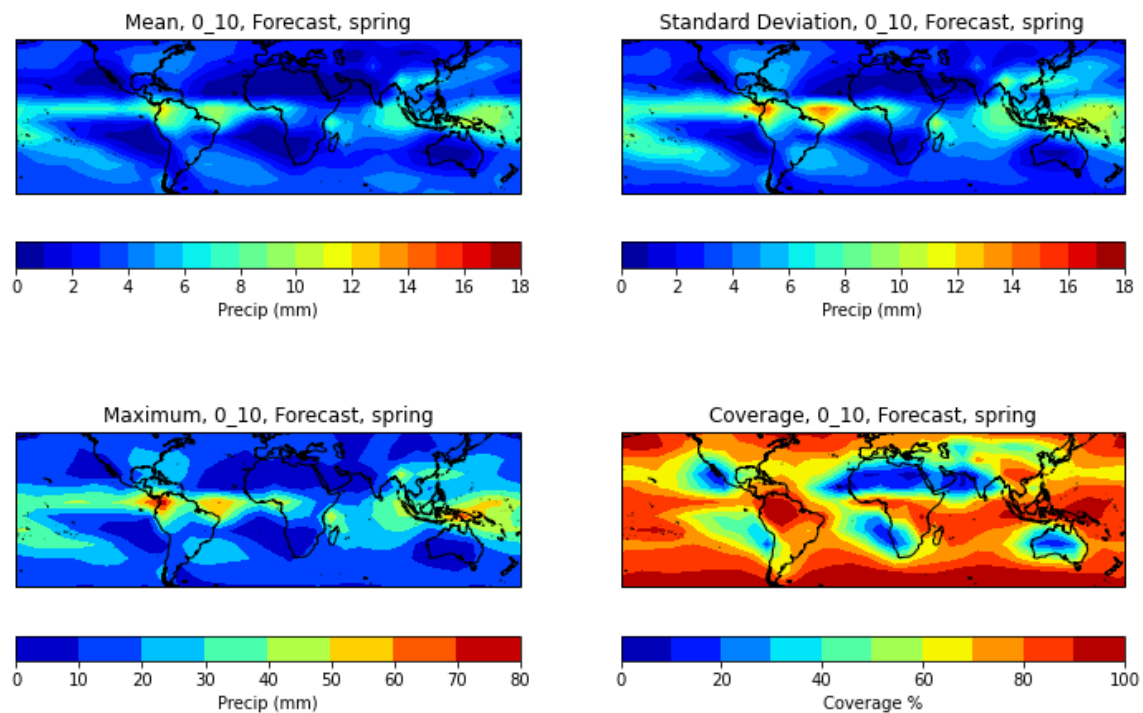 Mean, 0_10, Forecast, spring
Standard Deviation, 0_10, Forecast, spring
0 2 4 6 8 10 12 14 16 18
Precip (mm)
0 2 4 6 8 10 12 14 16 18
Precip (mm)
Maximum, 0_10, Forecast, spring
Coverage, 0_10, Forecast, spring
0 10 20 30 40 50 60 70 80
Precip (mm)
0 20 40 60 80 100
Coverage %